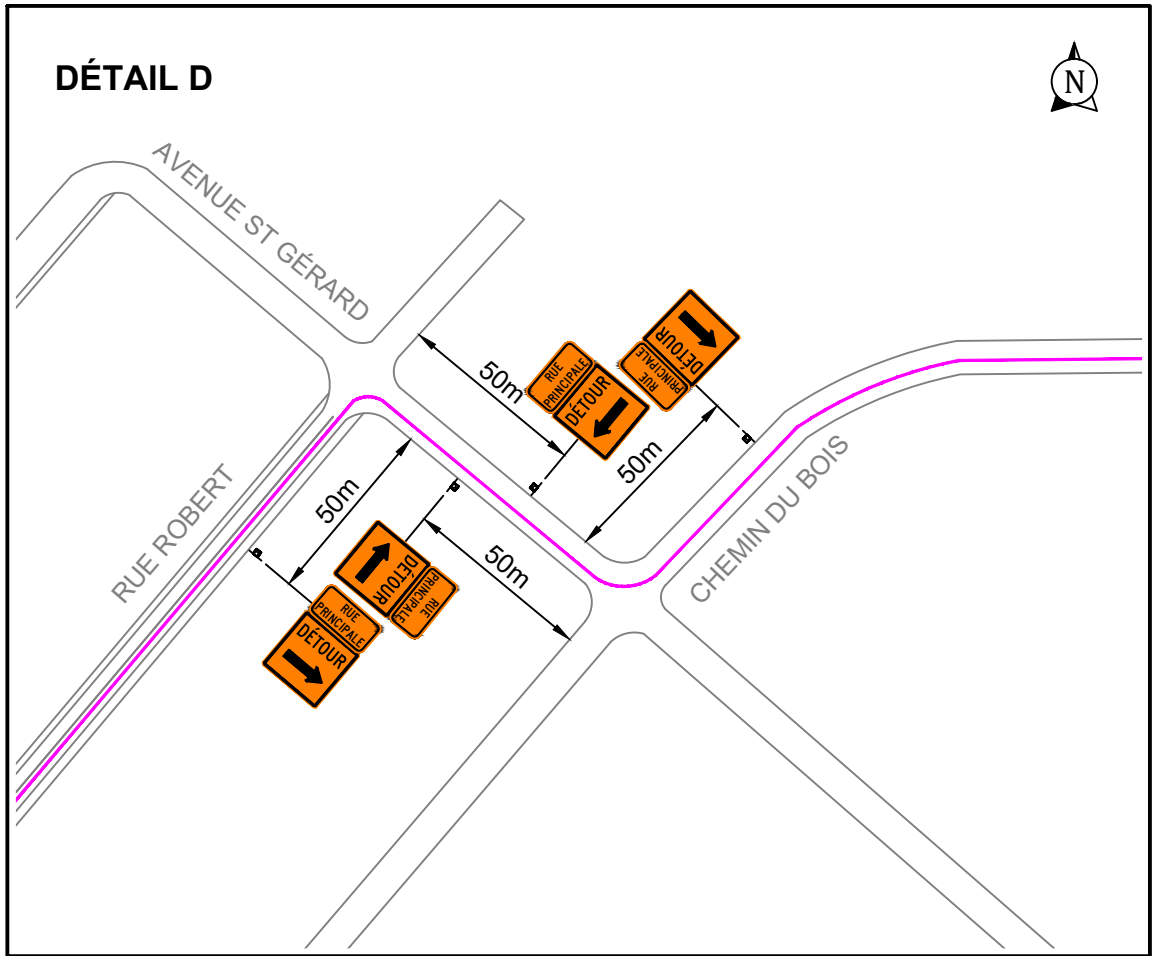 DÉTAIL D
N
AVENUE ST GÉRARD
50m
RUE
PRINCIPALE
DÉTOUR
DÉTOUR
RUE
PRINCIPALE
50m
CHEMIN DU BOIS
RUE ROBERT
50m
DÉTOUR
RUE
PRINCIPALE
50m
RUE
PRINCIPALE
DÉTOUR